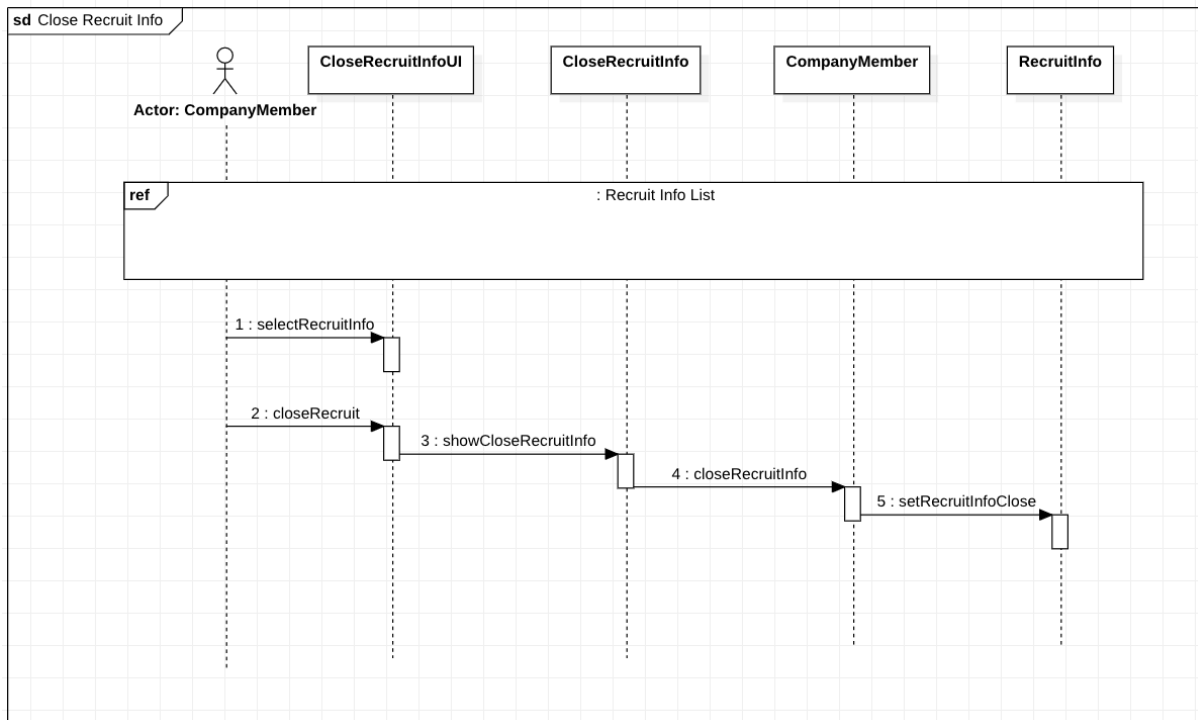 sd Close Recruit Info
CloseRecruitInfoUI
CloseRecruitInfo
CompanyMember
RecruitInfo
Actor: CompanyMember
ref
: Recruit Info List
1 : selectRecruitInfo
2 : closeRecruit
3 : showCloseRecruitInfo
4 : closeRecruitInfo
5 : setRecruitInfoClose